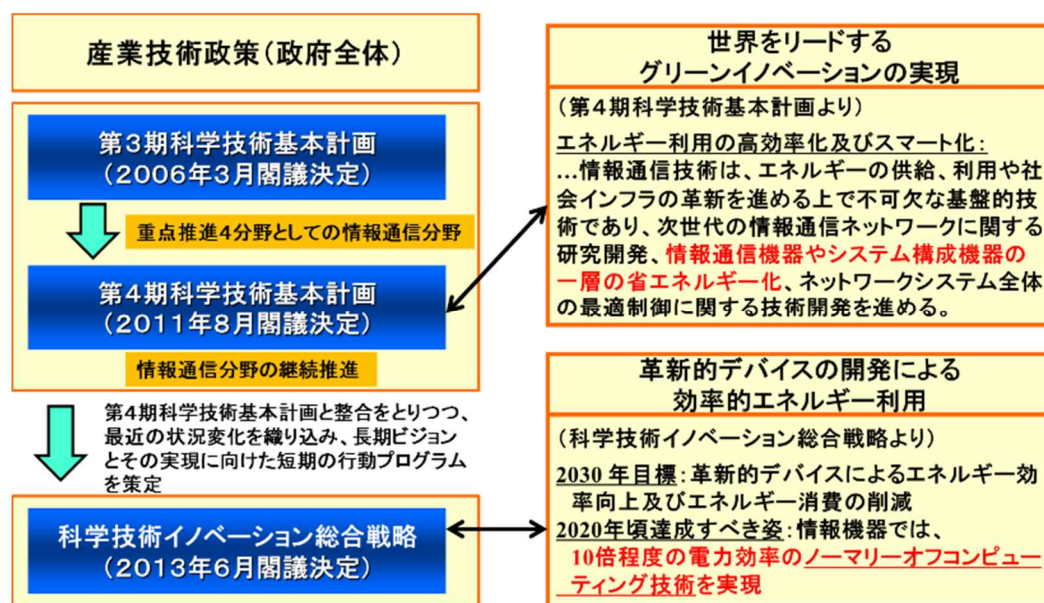 産業技術政策(政府全体)
第3期科学技術基本計画
(2006年3月閣議決定)
重点推進4分野としての情報通信分野
第4期科学技術基本計画
(2011年8月閣議決定)
情報通信分野の継続推進
第4期科学技術基本計画と整合をとりつつ、
最近の状況変化を織り込み、長期ビジョン
とその実現に向けた短期の行動プログラム
を策定
科学技術イノベーション総合戦略
(2013年6月閣議決定)
世界をリードする
グリーンイノベーションの実現
(第4期科学技術基本計画より)
エネルギー利用の高効率化及びスマート化:
…情報通信技術は、エネルギーの供給、利用や社
会インフラの革新を進める上で不可欠な基盤的技
術であり、次世代の情報通信ネットワークに関する
研究開発、情報通信機器やシステム構成機器の
一層の省エネルギー化、ネットワークシステム全体
の最適制御に関する技術開発を進める。
革新的デバイスの開発による
効率的エネルギー利用
(科学技術イノベーション総合戦略より)
2030 年目標:革新的デバイスによるエネルギー効
率向上及びエネルギー消費の削減
2020年頃達成すべき姿:情報機器では、
10倍程度の電力効率のノーマリーオフコンピュー
ティング技術を実現